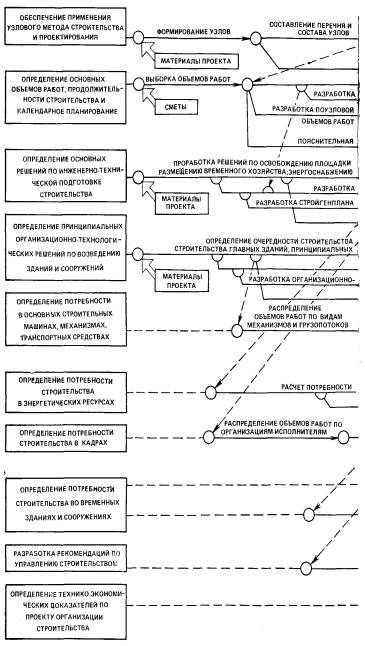 ОБЕСПЕЧЕНИЕ ПРИМЕНЕНИЯ
УЗЛОВОГО МЕТОДА СТРОИТЕЛЬСТВА
И ПРОЕКТИРОВАНИЯ
ФОРМИРОВАНИЕ УЗЛОВ
СОСТАВЛЕНИЕ ПЕРЕЧНЯ И
СОСТАВА УЗЛОВ
МАТЕРИАЛЫ ПРОЕКТА
ОПРЕДЕЛЕНИЕ ОСНОВНЫХ
ОБЪЕМОВ РАБОТ, ПРОДОЛЖИТЕЛЬ-
НОСТИ СТРОИТЕЛЬСТВА И
КАЛЕНДАРНОЕ ПЛАНИРОВАНИЕ
ВЫБОРКА ОБЪЕМОВ РАБОТ
СМЕТЫ
РАЗРАБОТКА
РАЗРАБОТКА ПОУЗЛОВОЙ
ОБЪЕМОВ РАБОТ
ПОЯСНИТЕЛЬНАЯ
ОПРЕДЕЛЕНИЕ ОСНОВНЫХ
РЕШЕНИЙ ПО ИНЖЕНЕРНО-ТЕХНИ-
ЧЕСКОЙ ПОДГОТОВКЕ
СТРОИТЕЛЬСТВА
ПРОРАБОТКА РЕШЕНИЙ ПО ОСВОБОЖДЕНИЮ ПЛОЩАДКИ
РАЗМЕЩЕНИЮ ВРЕМЕННОГО ХОЗЯЙСТВА, ЭНЕРГОСНАБЖЕНИЮ
МАТЕРИАЛЫ
ПРОЕКТА
РАЗРАБОТКА
РАЗРАБОТКА СТРОЙГЕНПЛАНА
ОПРЕДЕЛЕНИЕ ПРИНЦИПИАЛЬНЫХ
ОРГАНИЗАЦИОННО-ТЕХНОЛОГИ-
ЧЕСКИХ РЕШЕНИЙ ПО ВОЗВЕДЕНИЮ
ЗДАНИЙ И СООРУЖЕНИЙ
ОПРЕДЕЛЕНИЕ ОЧЕРЕДНОСТИ СТРОИТЕЛЬСТВА
СТРОИТЕЛЬСТВА ГЛАВНЫХ ЗДАНИЙ, ПРИНЦИПИАЛЬНЫХ
МАТЕРИАЛЫ
ПРОЕКТА
РАЗРАБОТКА ОРГАНИЗАЦИОННО-
ОПРЕДЕЛЕНИЕ ПОТРЕБНОСТИ
В ОСНОВНЫХ СТРОИТЕЛЬНЫХ
МАШИНАХ, МЕХАНИЗМАХ,
ТРАНСПОРТНЫХ СРЕДСТВАХ
РАСПРЕДЕЛЕНИЕ
ОБЪЕМОВ РАБОТ ПО ВИДАМ
МЕХАНИЗМОВ И ГРУЗОПОТОКОВ
ОПРЕДЕЛЕНИЕ ПОТРЕБНОСТИ
СТРОИТЕЛЬСТВА
В ЭНЕРГЕТИЧЕСКИХ РЕСУРСАХ
РАСЧЕТ ПОТРЕБНОСТИ
ОПРЕДЕЛЕНИЕ ПОТРЕБНОСТИ
СТРОИТЕЛЬСТВА В КАДРАХ
РАСПРЕДЕЛЕНИЕ ОБЪЕМОВ РАБОТ ПО
ОРГАНИЗАЦИЯМ-ИСПОЛНИТЕЛЯМ
ОПРЕДЕЛЕНИЕ ПОТРЕБНОСТИ
СТРОИТЕЛЬСТВА ВО ВРЕМЕННЫХ
ЗДАНИЯХ И СООРУЖЕНИЯХ
РАЗРАБОТКА РЕКОМЕНДАЦИЙ ПО
УПРАВЛЕНИЮ СТРОИТЕЛЬСТВОМ
ОПРЕДЕЛЕНИЕ ТЕХНИКО-ЭКОНОМИ-
ЧЕСКИХ ПОКАЗАТЕЛЕЙ ПО
ПРОЕКТУ ОРГАНИЗАЦИИ
СТРОИТЕЛЬСТВА